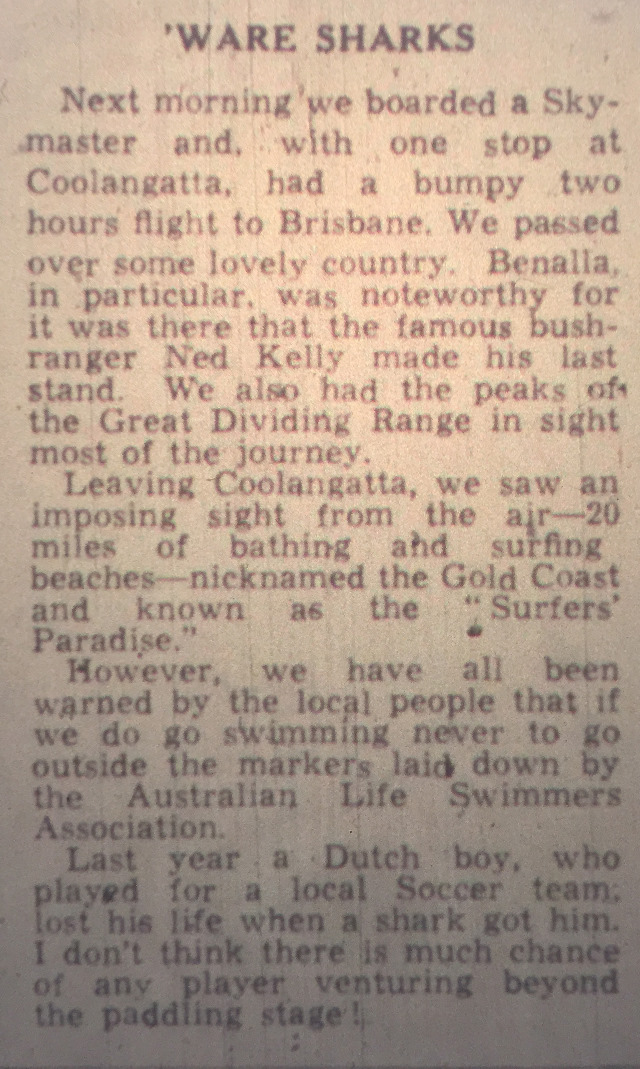 'WARE SHARKS
Next morning we boarded a Sky-
master and, with one stop at
Coolangatta, had a bumpy two
hours flight to Brisbane. We passed
over some lovely country. Benalla,
in particular, was noteworthy for
it was there that the famous bush-
ranger Ned Kelly made his last
stand. We also had the peaks of
the Great Dividing Range in sight
most of the journey.
Leaving Coolangatta, we saw an
imposing sight from the air—20
miles of bathing and surfing
beaches—nicknamed the Gold Coast
and known as the "Surfers'
Paradise."
However, we have all been
warned by the local people that if
we do go swimming never to go
outside the markers laid down by
the Australian Life Swimmers
Association.
Last year a Dutch boy, who
played for a local Soccer team,
lost his life when a shark got him.
I don't think there is much chance
of any player venturing beyond
the paddling stage!